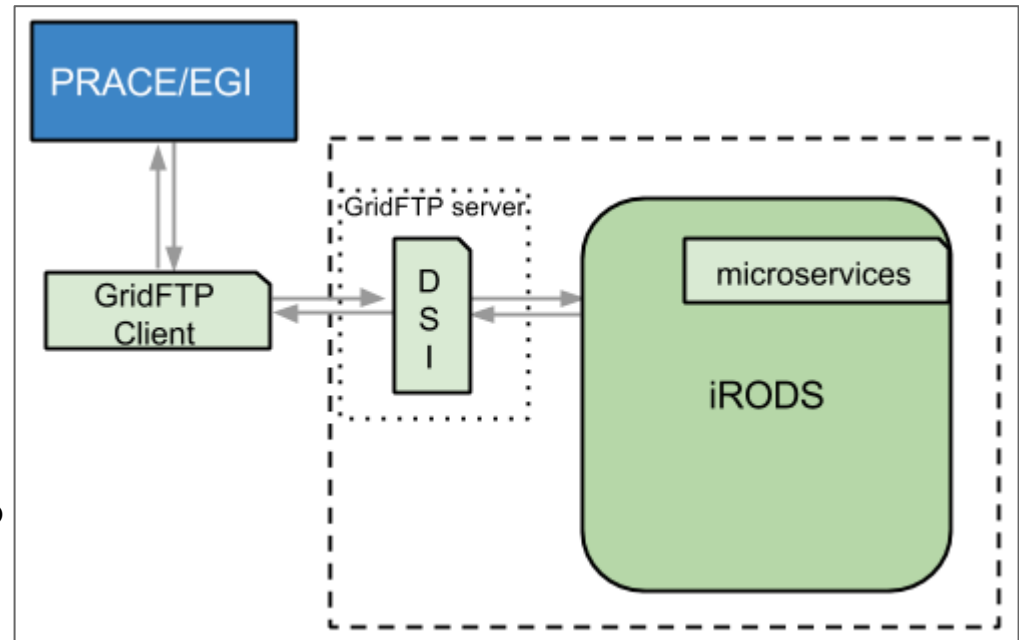 PRACE/EGI
GridFTP server
GridFTP
Client
D
S
I
microservices
iRODS